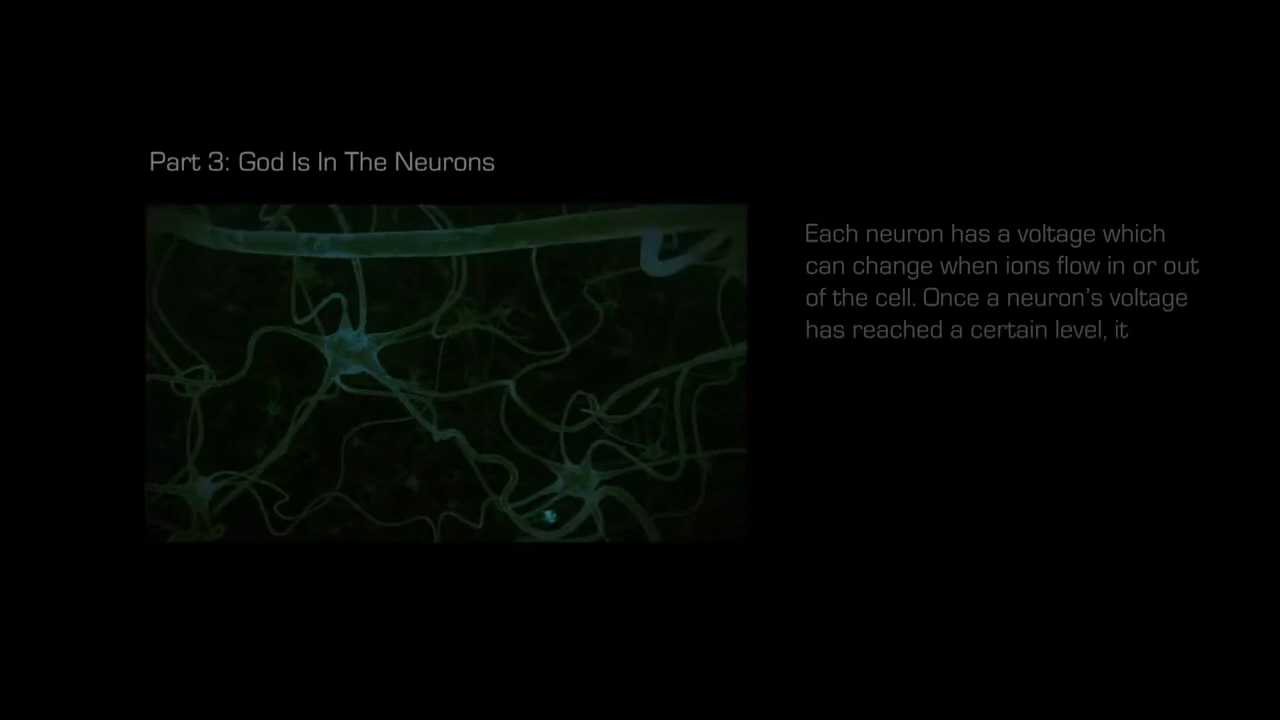 Part 3: God Is In The Neurons
Each neuron has a voltage which
can change when ions flow in or out
of the cell. Once a neuron's voltage
has reached a certain level, it